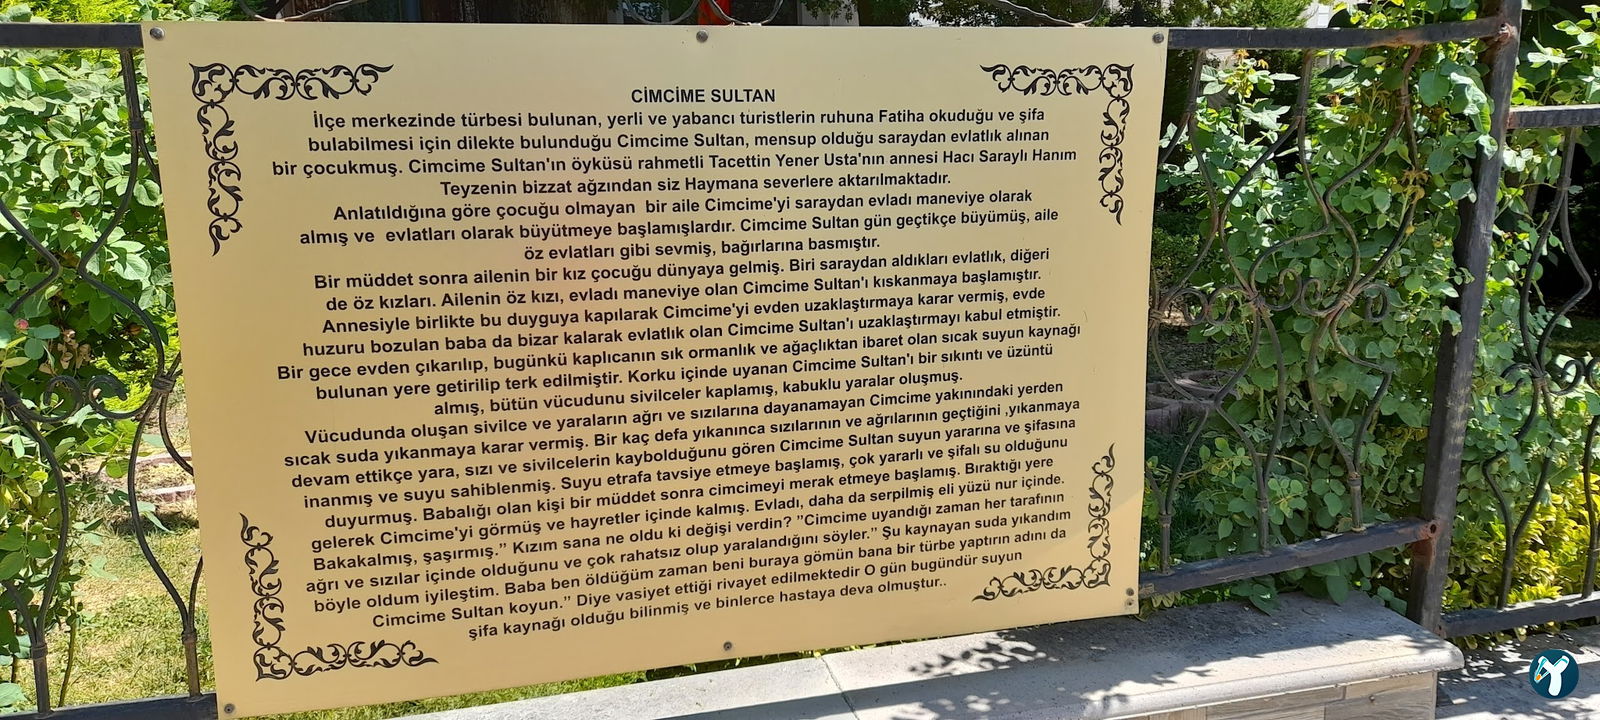 CİMCİME SULTAN
İlçe merkezinde türbesi bulunan, yerli ve yabancı turistlerin ruhuna Fatiha okuduğu ve şifa
bulabilmesi için dilekte bulunduğu Cimcime Sultan, mensup olduğu saraydan evlatlık alınan
bir çocukmuş. Cimcime Sultan'ın öyküsü rahmetli Tacettin Yener Usta'nın annesi Hacı Saraylı Hanım
Teyzenin bizzat ağzından siz Haymana severlere aktarılmaktadır.
Anlatıldığına göre çocuğu olmayan bir aile Cimcime'yi saraydan evladı maneviye olarak
almış ve evlatları olarak büyütmeye başlamışlardır. Cimcime Sultan gün geçtikçe büyümüş, aile
öz evlatları gibi sevmiş, bağırlarına basmıştır.
Bir müddet sonra ailenin bir kız çocuğu dünyaya gelmiş. Biri saraydan aldıkları evlatlık, diğeri
de öz kızları. Ailenin öz kızı, evladı maneviye olan Cimcime Sultan'ı kıskanmaya başlamıştır.
Annesiyle birlikte bu duyguya kapılarak Cimcime'yi evden uzaklaştırmaya karar vermiş, evde
huzuru bozulan baba da bizar kalarak evlatlık olan Cimcime Sultan'ı uzaklaştırmayı kabul etmiştir.
Bir gece evden çıkarılıp, bugünkü kaplıcanın sık ormanlık ve ağaçlıktan ibaret olan sıcak suyun kaynağı
bulunan yere getirilip terk edilmiştir. Korku içinde uyanan Cimcime Sultan'ı bir sıkıntı ve üzüntü
almış, bütün vücudunu sivilceler kaplamış, kabuklu yaralar oluşmuş.
Vücudunda oluşan sivilce ve yaraların ağrı ve sızılarına dayanamayan Cimcime yakınındaki yerden
sıcak suda yıkanmaya karar vermiş. Bir kaç defa yıkanınca sızılarının ve ağrılarının geçtiğini ,yıkanmaya
devam ettikçe yara, sızı ve sivilcelerin kaybolduğunu gören Cimcime Sultan suyun yararına ve şifasına
inanmış ve suyu sahiblenmiş. Suyu etrafa tavsiye etmeye başlamış, çok yararlı ve şifalı su olduğunu
duyurmuş. Babalığı olan kişi bir müddet sonra cimcimeyi merak etmeye başlamış. Bıraktığı yere
gelerek Cimcime'yi görmüş ve hayretler içinde kalmış. Evladı, daha da serpilmiş eli yüzü nur içinde.
Bakakalmış, şaşırmış.” Kızım sana ne oldu ki değişi verdin? ”Cimcime uyandığı zaman her tarafının
ağrı ve sızılar içinde olduğunu ve çok rahatsız olup yaralandığını söyler.” Şu kaynayan suda yıkandım
böyle oldum iyileştim. Baba ben öldüğüm zaman beni buraya gömün bana bir türbe yaptırın adını da
Cimcime Sultan koyun.” Diye vasiyet ettiği rivayet edilmektedir O gün bugündür suyun
şifa kaynağı olduğu bilinmiş ve binlerce hastaya deva olmuştur..